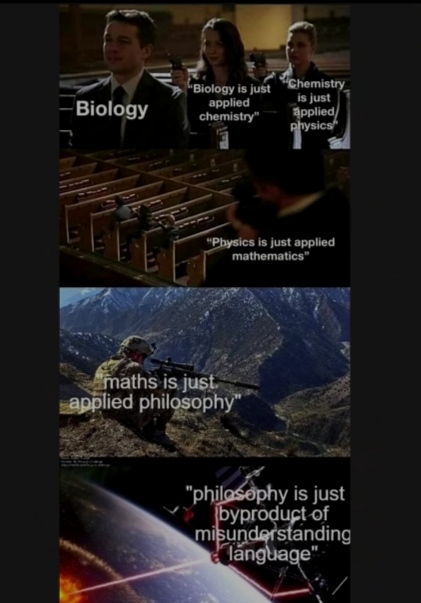 Biology
"Biology is just
applied
chemistry"
"Chemistry
is just
applied
physics"
"Physics is just applied
mathematics"
"maths is just
applied philosophy"
"philosophy is just
byproduct of
misunderstanding
language"